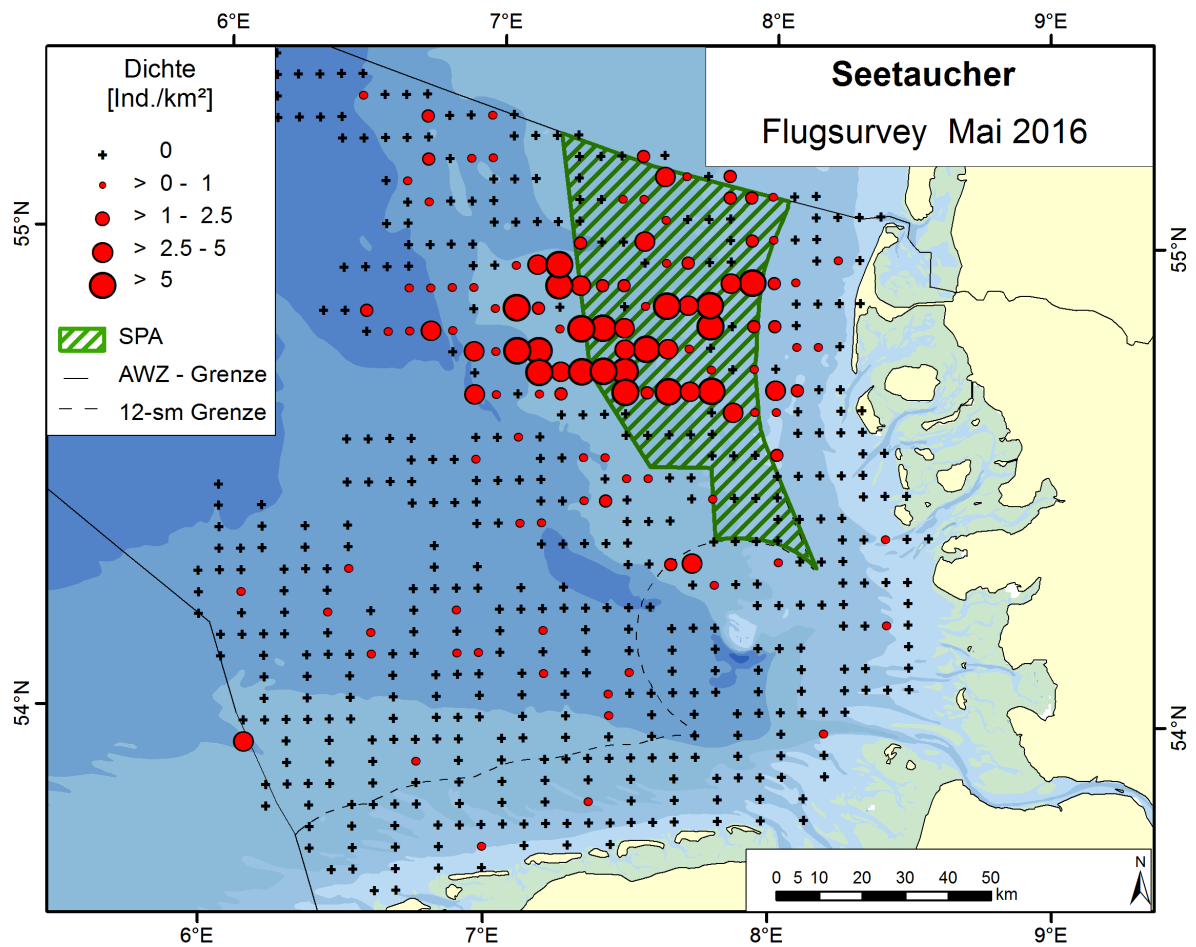 6°E 7°E 8°E 9°E
Dichte
[Ind./km²]
0
> 0 - 1
> 1 - 2.5
> 2.5 - 5
> 5
SPA
AWZ - Grenze
12-sm Grenze
Seetaucher
Flugsurvey Mai 2016
55°N
55°N
54°N
54°N
N
0 5 10 20 30 40 50
km
6°E 7°E 8°E 9°E